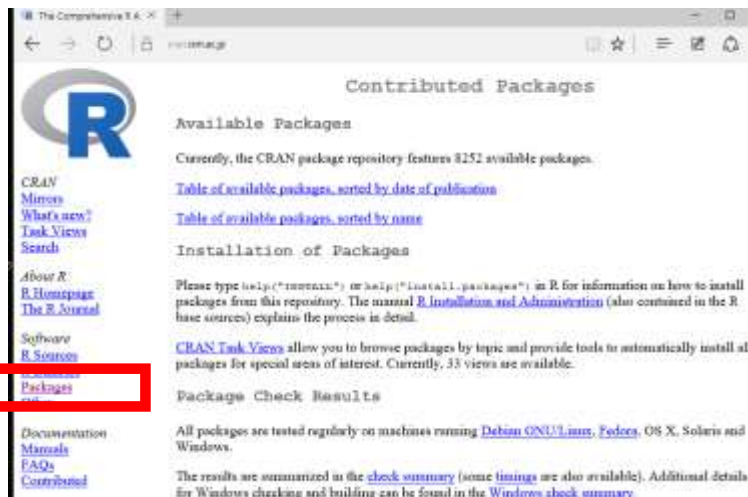 The Comprehensive R A
Contributed Packages
Available Packages
Currently, the CRAN package repository features 8252 available packages.
Table of available packages, sorted by date of publication
Table of available packages, sorted by name
Installation of Packages
Please type help("INSTALL") or help("install.packages") in R for information on how to install
packages from this repository. The manual R Installation and Administration (also contained in the R
base sources) explains the process in detail.
CRAN Task Views allow you to browse packages by topic and provide tools to automatically install all
packages for special areas of interest. Currently, 33 views are available.
Package Check Results
All packages are tested regularly on machines running Debian GNU/Linux, Fedora, OS X, Solaris and
Windows.
The results are summarized in the check summary (some timings are also available). Additional details
for Windows checking and building can be found in the Windows check summary.
R
CRAN
Mirrors
What's new?
Task Views
Search
About R
R Homepage
The R Journal
Software
R Sources
Packages
Documentation
Manuals
FAQs
Contributed